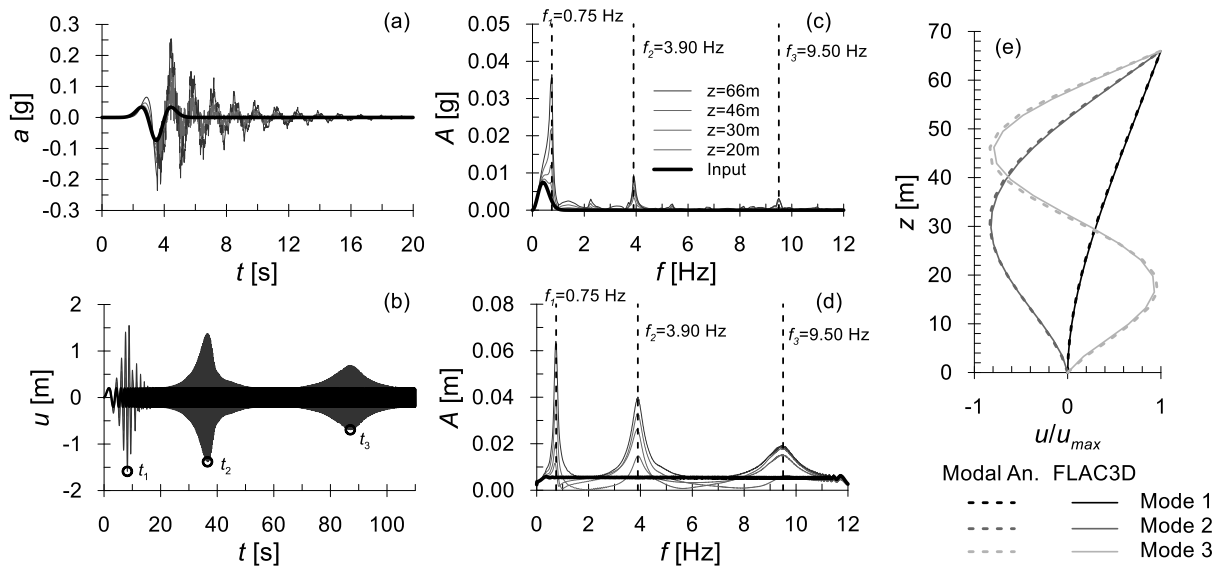 (a)
0.3
0.2
0.1
0.0
-0.1
-0.2
-0.3
a [g]
0 4 8 12 16 20
t [s]
(b)
2
1
0
-1
-2
u [m]
t1
t2
t3
0 20 40 60 80 100
t [s]
(c)
f1=0.75 Hz
f2=3.90 Hz
f3=9.50 Hz
0.05
0.04
0.03
0.02
0.01
0.00
A [g]
z=66m
z=46m
z=30m
z=20m
Input
0 2 4 6 8 10 12
f [Hz]
(d)
f1=0.75 Hz
f2=3.90 Hz
f3=9.50 Hz
0.08
0.06
0.04
0.02
0.00
A [m]
0 2 4 6 8 10 12
f [Hz]
(e)
70
60
50
40
30
20
10
0
z [m]
-1 0 1
u/umax
Modal An. FLAC3D
Mode 1
Mode 2
Mode 3